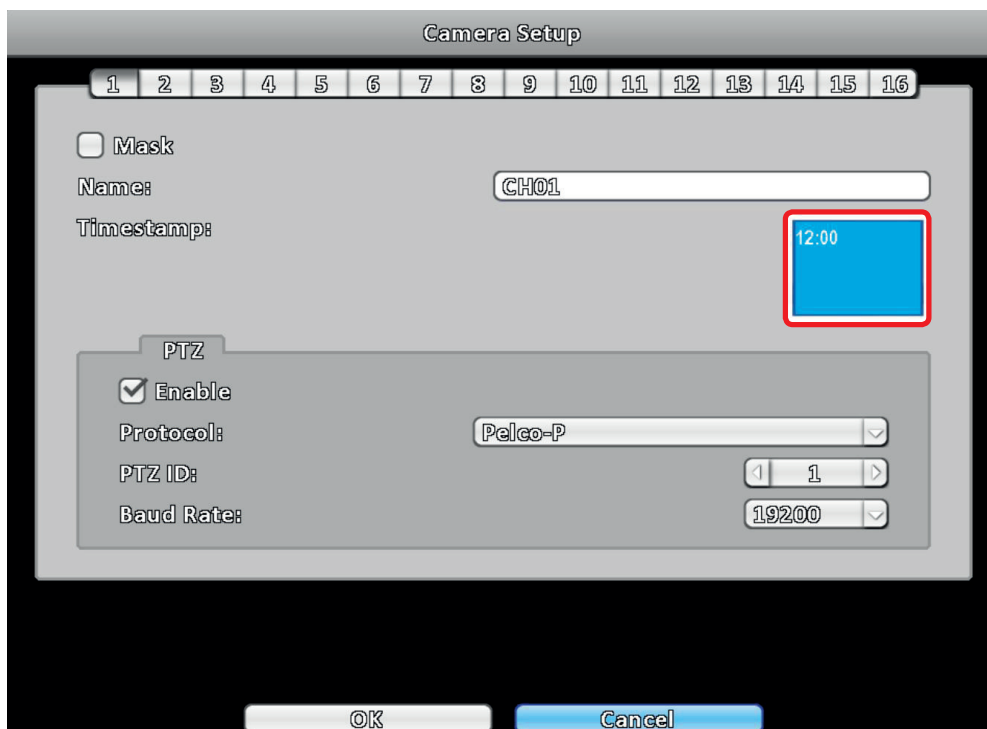 Camera Setup
1 2 3 4 5 6 7 8 9 10 11 12 13 14 15 16
Mask
Name: CH01
Timestamp: 12:00
PTZ
Enable
Protocol: Pelco-P
PTZ ID: 1
Baud Rate: 19200
OK Cancel